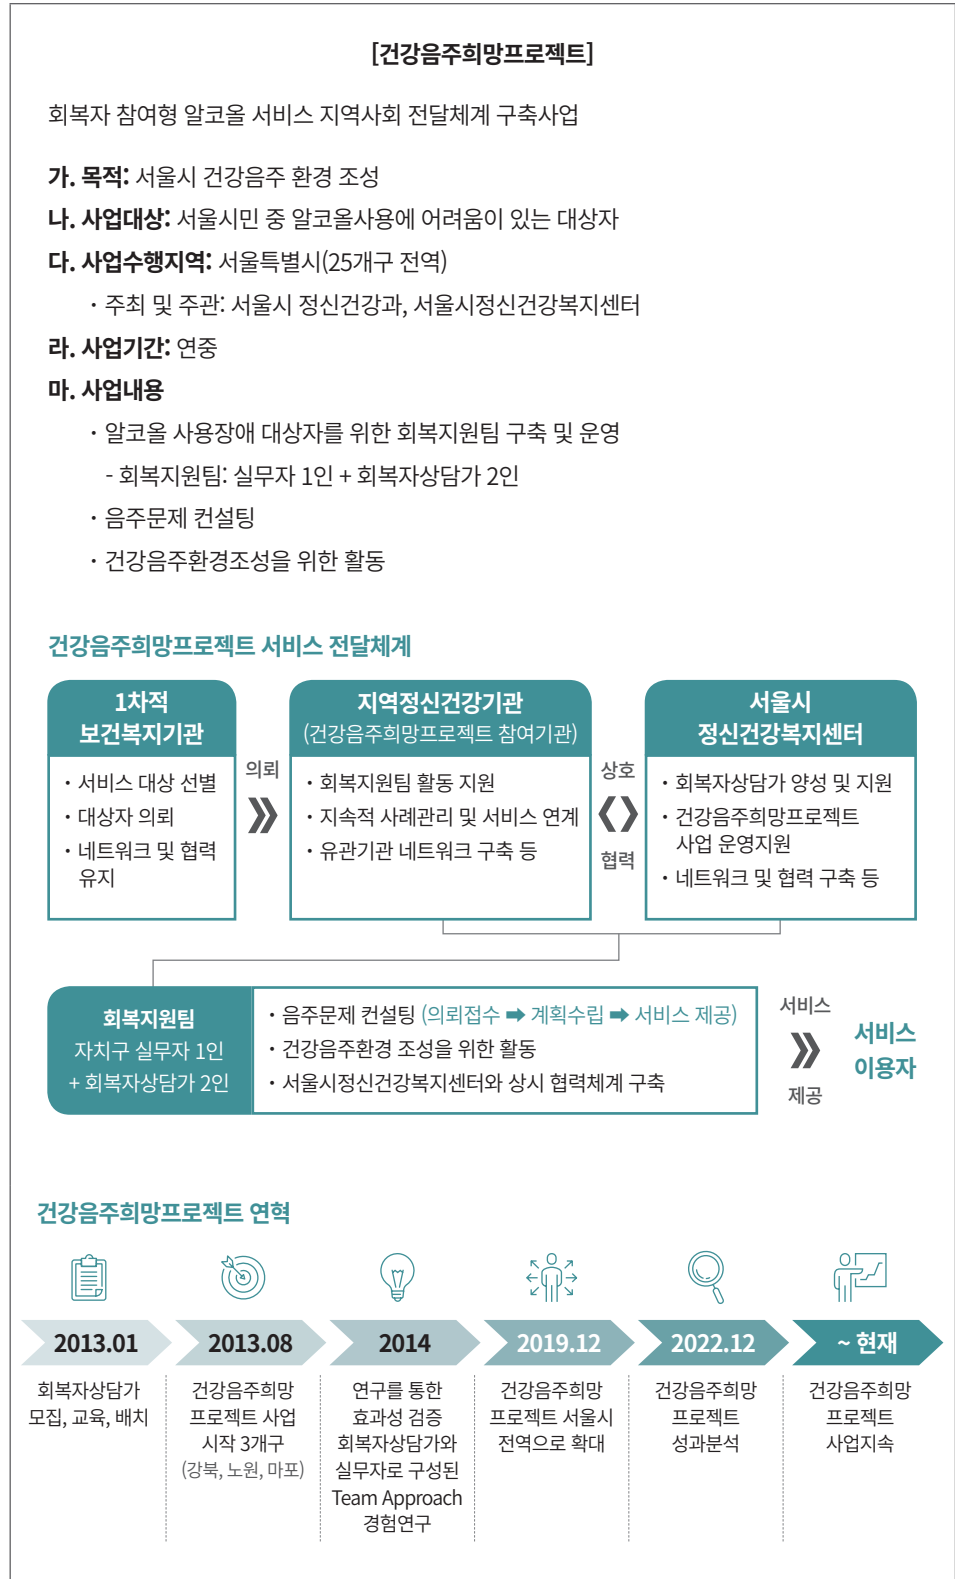 [건강음주희망프로젝트]
회복자 참여형 알코올 서비스 지역사회 전달체계 구축사업
가. 목적: 서울시 건강음주 환경 조성
나. 사업대상: 서울시민 중 알코올사용에 어려움이 있는 대상자
다. 사업수행지역: 서울특별시(25개구 전역)
· 주최 및 주관: 서울시 정신건강과, 서울시정신건강복지센터
라. 사업기간: 연중
마. 사업내용
· 알코올 사용장애 대상자를 위한 회복지원팀 구축 및 운영
- 회복지원팀: 실무자 1인 + 회복자상담가 2인
· 음주문제 컨설팅
· 건강음주환경조성을 위한 활동
건강음주희망프로젝트 서비스 전달체계
1차적
보건복지기관
· 서비스 대상 선별
· 대상자 의뢰
· 네트워크 및 협력
유지
의뢰
지역정신건강기관
(건강음주희망프로젝트 참여기관)
· 회복지원팀 활동 지원
· 지속적 사례관리 및 서비스 연계
· 유관기관 네트워크 구축 등
상호
협력
서울시
정신건강복지센터
· 회복자상담가 양성 및 지원
· 건강음주희망프로젝트
사업 운영지원
· 네트워크 및 협력 구축 등
회복지원팀
자치구 실무자 1인
+ 회복자상담가 2인
· 음주문제 컨설팅 (의뢰접수 ➡ 계획수립 ➡ 서비스 제공)
· 건강음주환경 조성을 위한 활동
· 서울시정신건강복지센터와 상시 협력체계 구축
서비스
제공
서비스
이용자
건강음주희망프로젝트 연혁
2013.01
회복자상담가
모집, 교육, 배치
2013.08
건강음주희망
프로젝트 사업
시작 3개구
(강북, 노원, 마포)
2014
연구를 통한
효과성 검증
회복자상담가와
실무자로 구성된
Team Approach
경험연구
2019.12
건강음주희망
프로젝트 서울시
전역으로 확대
2022.12
건강음주희망
프로젝트
성과분석
~ 현재
건강음주희망
프로젝트
사업지속